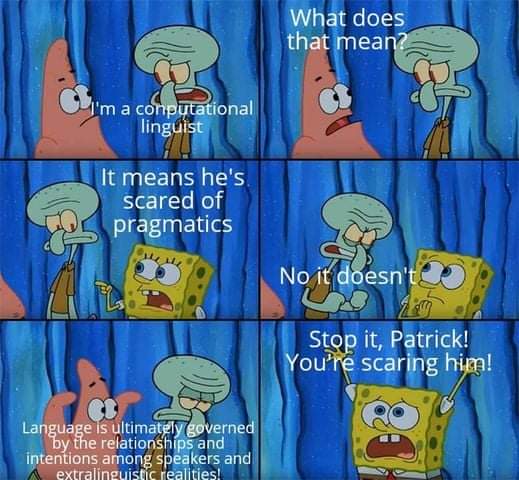 I'm a conputational
linguist
What does
that mean?
It means he's
scared of
pragmatics
No it doesn't
Language is ultimately governed
by the relationships and
intentions among speakers and
extralinguistic realities!
Stop it, Patrick!
You're scaring him!